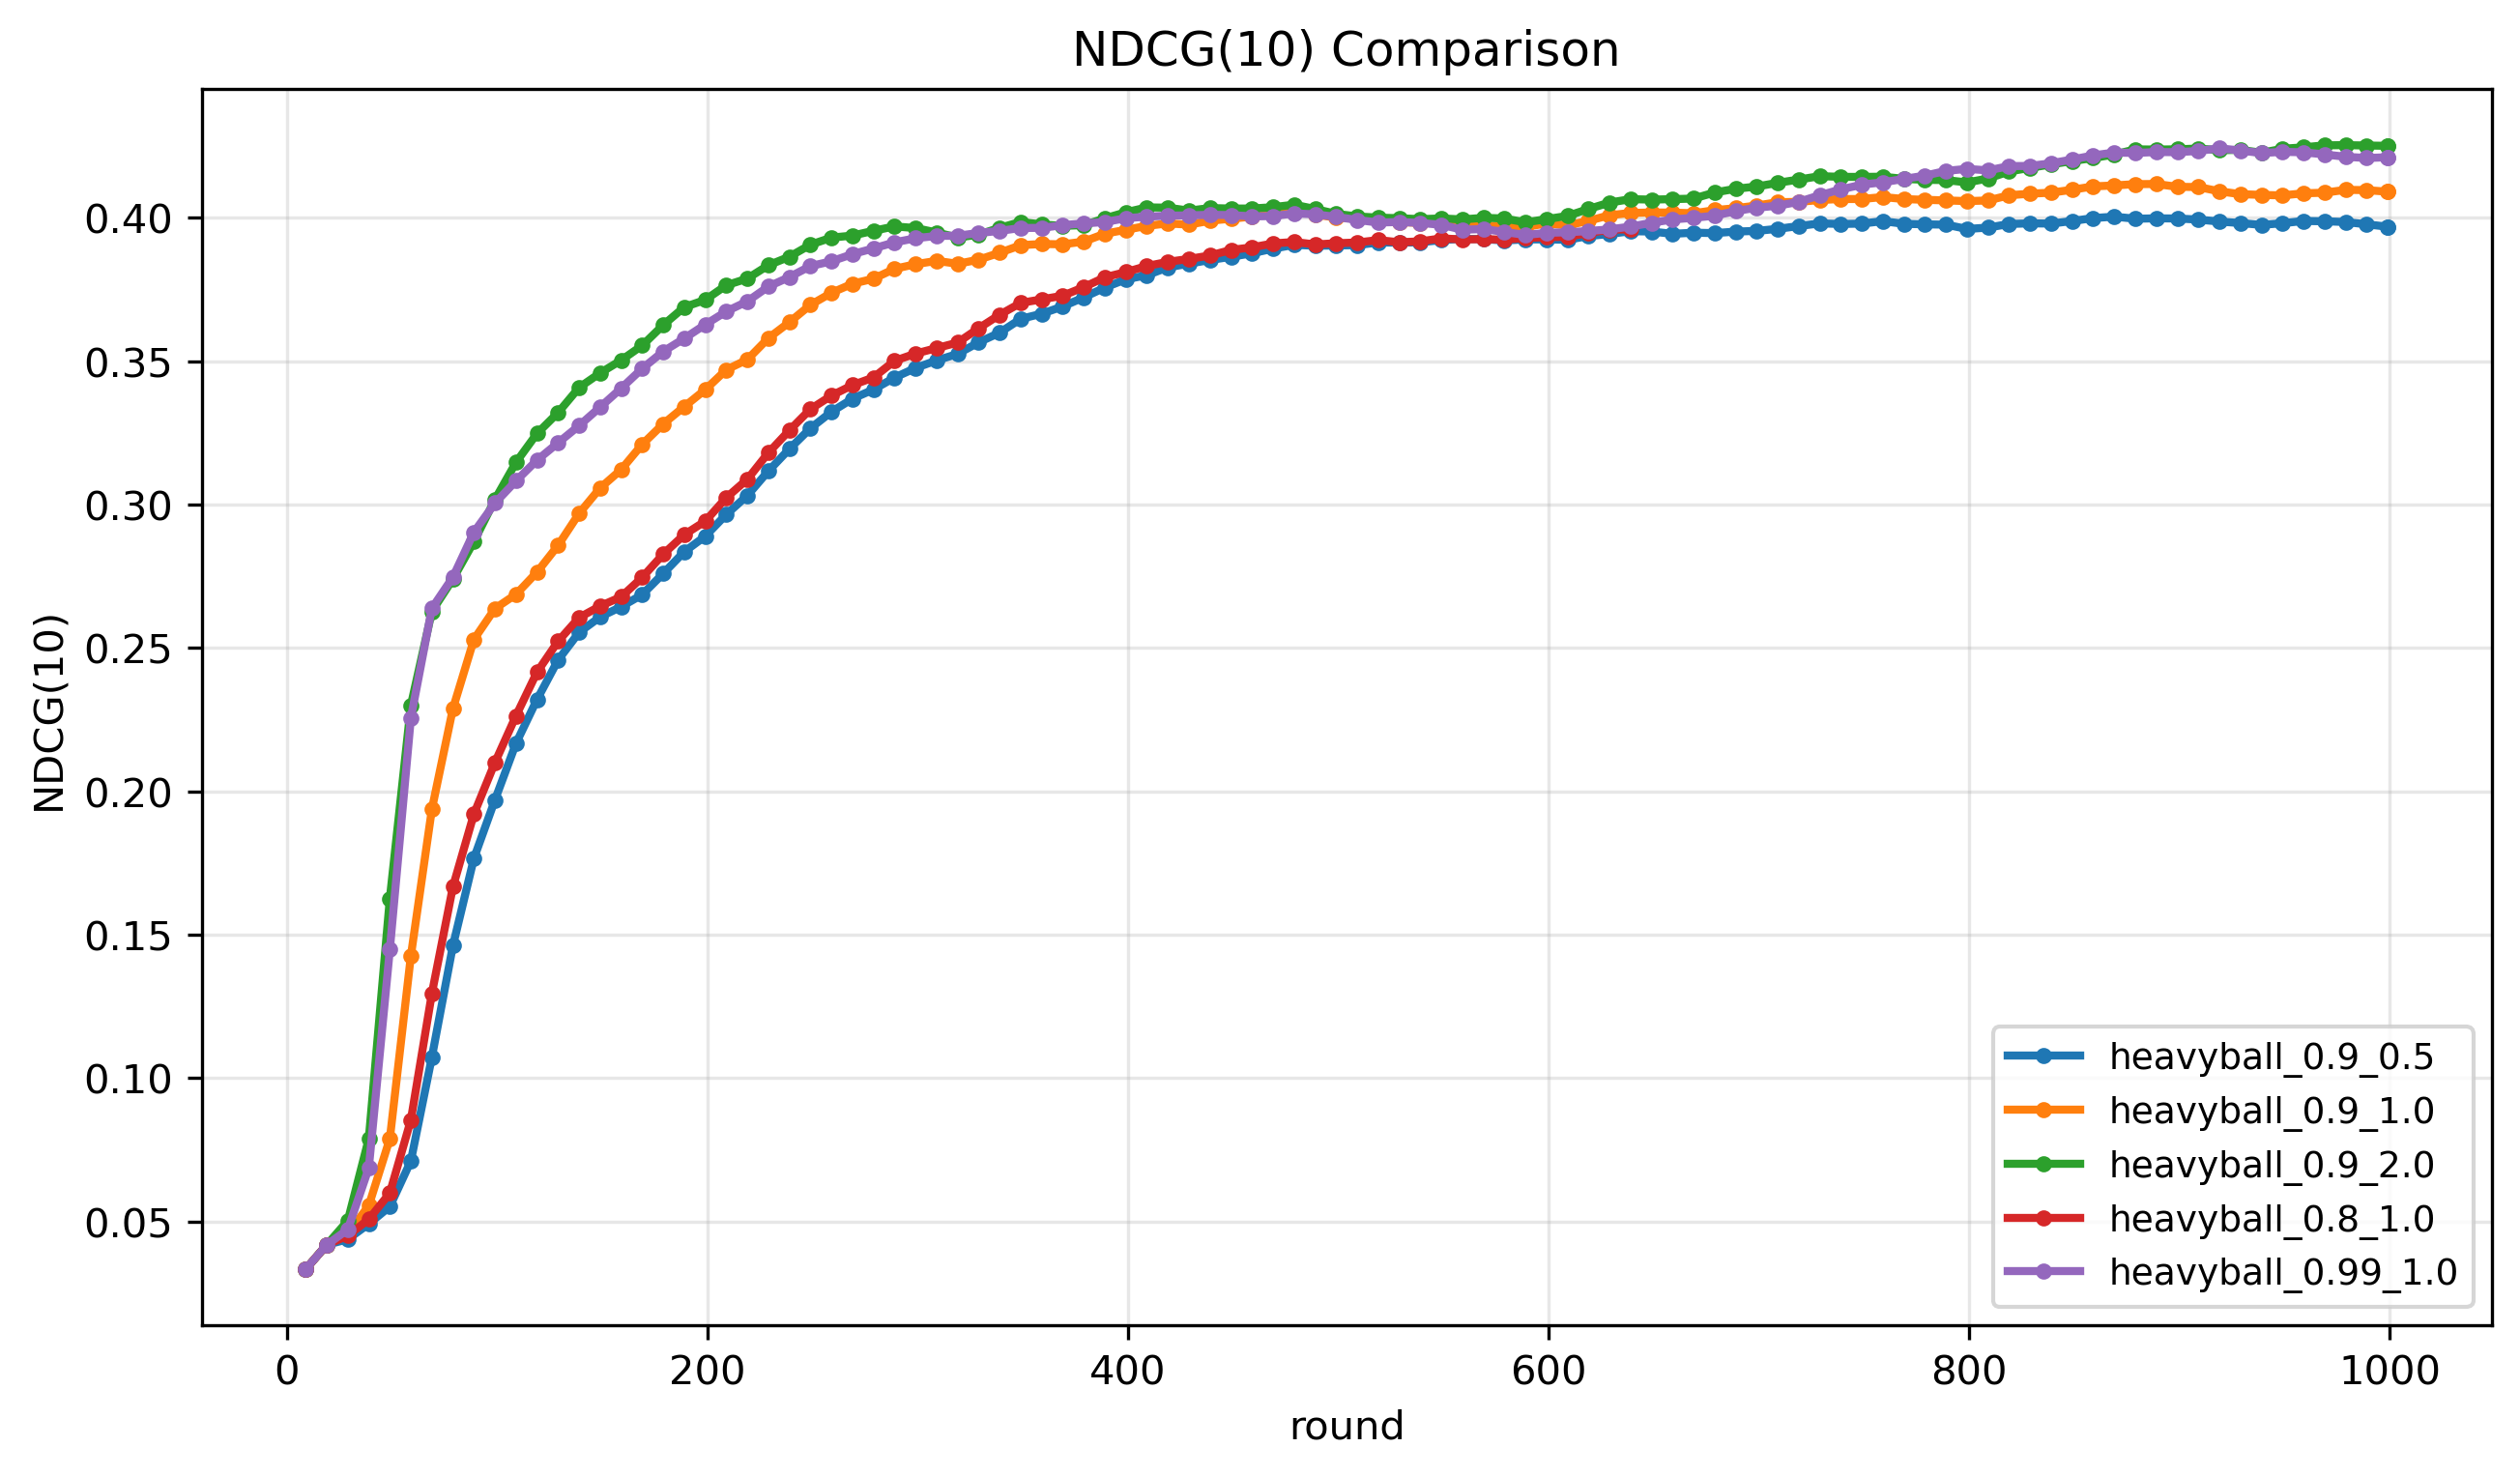 NDCG(10) Comparison
NDCG(10)
0.40
0.35
0.30
0.25
0.20
0.15
0.10
0.05
0
200
400
600
800
1000
round
heavyball_0.9_0.5
heavyball_0.9_1.0
heavyball_0.9_2.0
heavyball_0.8_1.0
heavyball_0.99_1.0